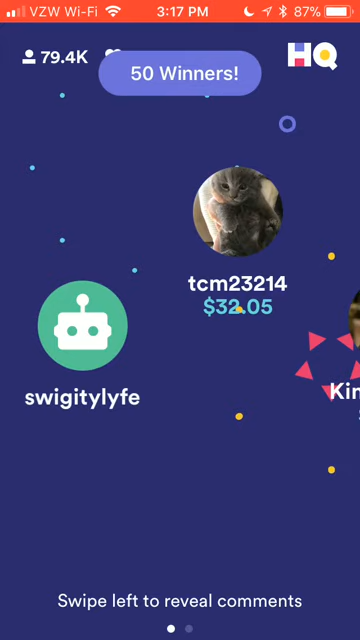 VZW Wi-Fi 3:17 PM 87%
79.4K
HQ
50 Winners!
tcm23214
$32.05
swigitylyfe
Kin
Swipe left to reveal comments